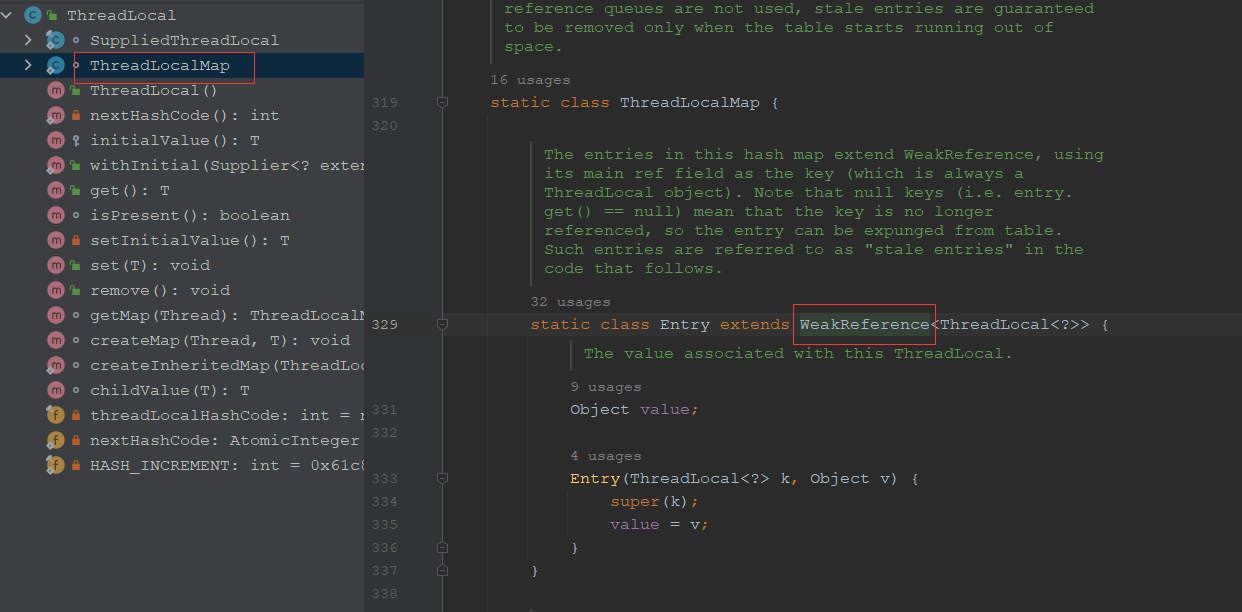 ThreadLocal
SuppliedThreadLocal
ThreadLocalMap
ThreadLocal()
nextHashCode(): int
initialValue(): T
withInitial(Supplier<? exter
get(): T
isPresent(): boolean
setInitialValue(): T
set(T): void
remove(): void
getMap(Thread): ThreadLocalM
createMap(Thread, T): void
createInheritedMap(ThreadLoc
childValue(T): T
threadLocalHashCode: int = n
nextHashCode: AtomicInteger
HASH_INCREMENT: int = 0x61c8
reference queues are not used, stale entries are guaranteed
to be removed only when the table starts running out of
space.
16 usages
319 static class ThreadLocalMap {
320
The entries in this hash map extend WeakReference, using
its main ref field as the key (which is always a
ThreadLocal object). Note that null keys (i.e. entry.
get() == null) mean that the key is no longer
referenced, so the entry can be expunged from table.
Such entries are referred to as "stale entries" in the
code that follows.
32 usages
329 static class Entry extends WeakReference<ThreadLocal<?>> {
The value associated with this ThreadLocal.
9 usages
331 Object value;
332
4 usages
333 Entry(ThreadLocal<?> k, Object v) {
334 super(k);
335 value = v;
336 }
337 }
338